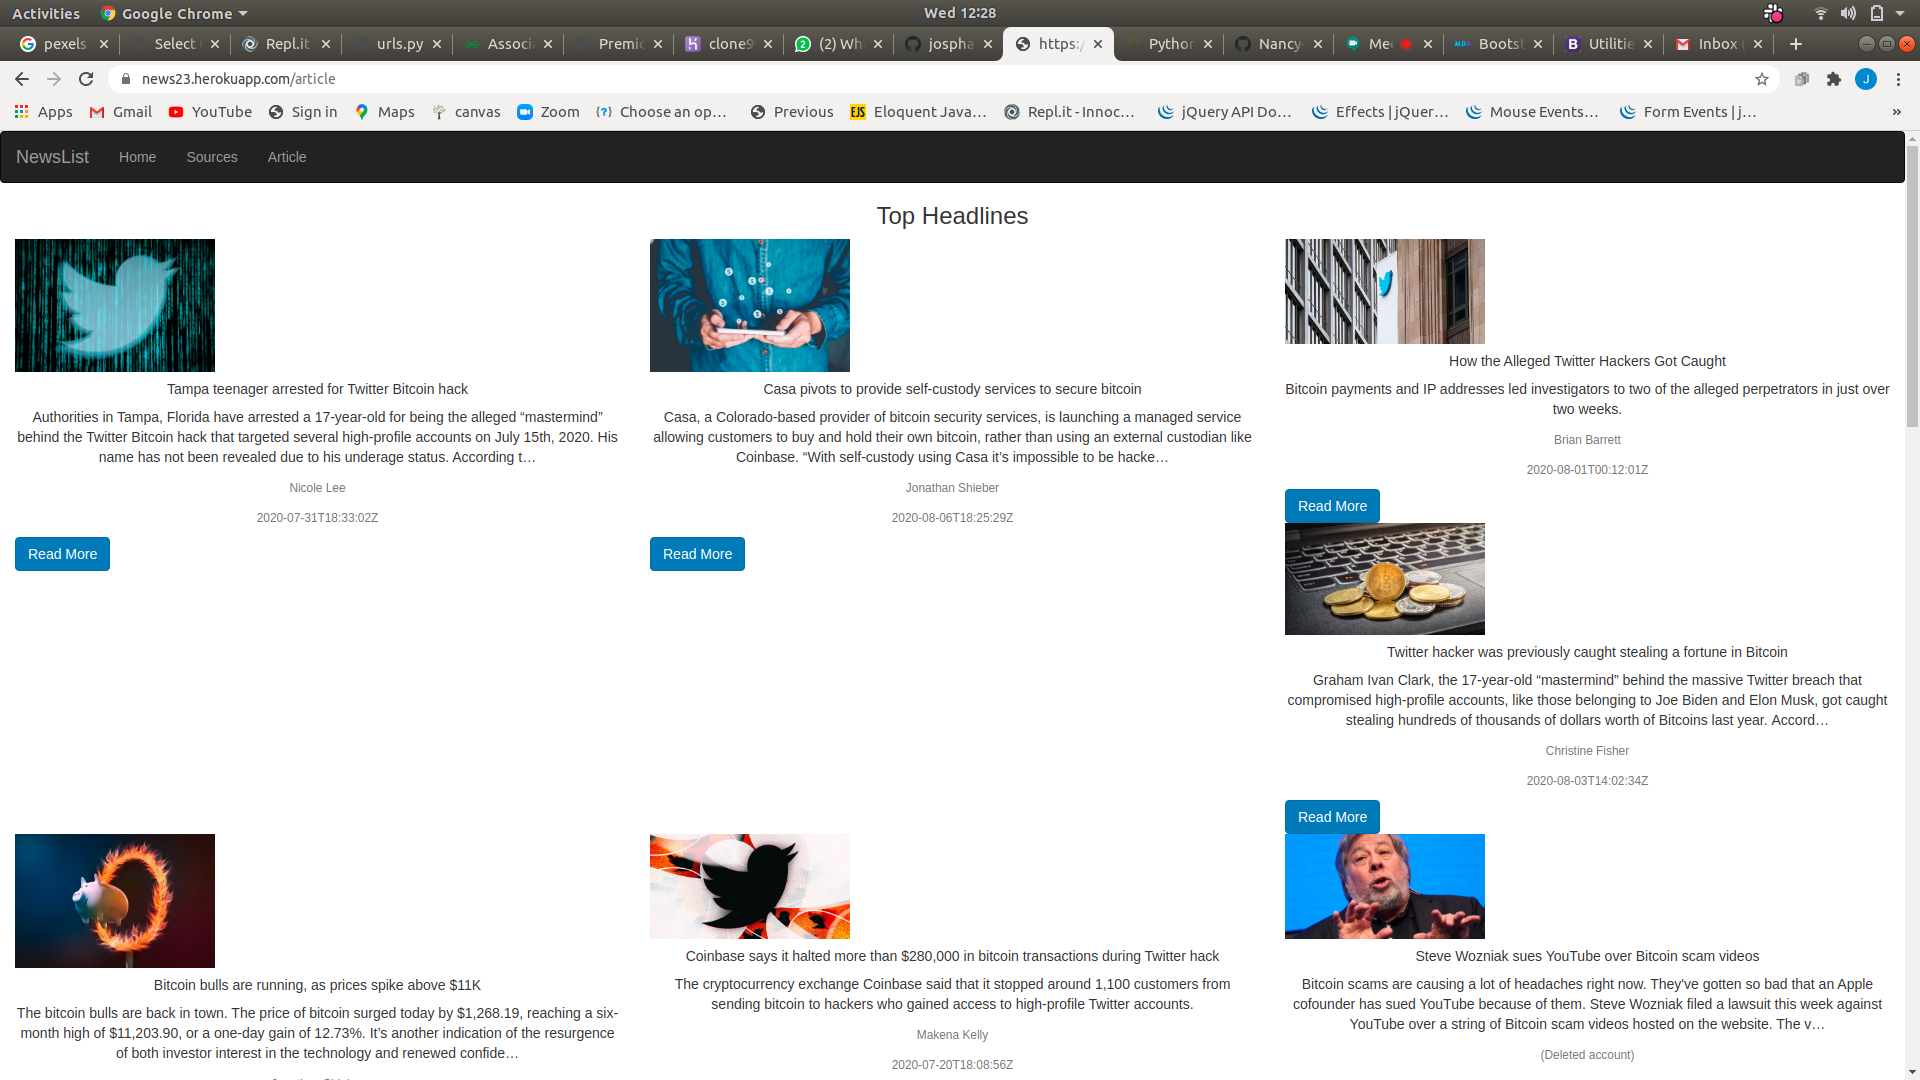 Activities
Google Chrome
Wed 12:28
pexels
Select
Repl.it
urls.py
Associ
Premic
clone9
(2) Wh
jospha
https:/
Python
Nancy-
Mee
Bootst
Utilitie
Inbox (
news23.herokuapp.com/article
J
Apps
Gmail
YouTube
Sign in
Maps
canvas
Zoom
Choose an op…
Previous
EJS
Eloquent Java…
Repl.it - Innoc…
jQuery API Do…
Effects | jQuer…
Mouse Events…
Form Events | j…
»
NewsList
Home
Sources
Article
Top Headlines
Tampa teenager arrested for Twitter Bitcoin hack
Authorities in Tampa, Florida have arrested a 17-year-old for being the alleged “mastermind”
behind the Twitter Bitcoin hack that targeted several high-profile accounts on July 15th, 2020. His
name has not been revealed due to his underage status. According t…
Nicole Lee
2020-07-31T18:33:02Z
Read More
Casa pivots to provide self-custody services to secure bitcoin
Casa, a Colorado-based provider of bitcoin security services, is launching a managed service
allowing customers to buy and hold their own bitcoin, rather than using an external custodian like
Coinbase. “With self-custody using Casa it’s impossible to be hacke…
Jonathan Shieber
2020-08-06T18:25:29Z
Read More
How the Alleged Twitter Hackers Got Caught
Bitcoin payments and IP addresses led investigators to two of the alleged perpetrators in just over
two weeks.
Brian Barrett
2020-08-01T00:12:01Z
Read More
Twitter hacker was previously caught stealing a fortune in Bitcoin
Graham Ivan Clark, the 17-year-old “mastermind” behind the massive Twitter breach that
compromised high-profile accounts, like those belonging to Joe Biden and Elon Musk, got caught
stealing hundreds of thousands of dollars worth of Bitcoins last year. Accord…
Christine Fisher
2020-08-03T14:02:34Z
Read More
Bitcoin bulls are running, as prices spike above $11K
The bitcoin bulls are back in town. The price of bitcoin surged today by $1,268.19, reaching a six-
month high of $11,203.90, or a one-day gain of 12.73%. It’s another indication of the resurgence
of both investor interest in the technology and renewed confide…
Coinbase says it halted more than $280,000 in bitcoin transactions during Twitter hack
The cryptocurrency exchange Coinbase said that it stopped around 1,100 customers from
sending bitcoin to hackers who gained access to high-profile Twitter accounts.
Makena Kelly
2020-07-20T18:08:56Z
Steve Wozniak sues YouTube over Bitcoin scam videos
Bitcoin scams are causing a lot of headaches right now. They've gotten so bad that an Apple
cofounder has sued YouTube because of them. Steve Wozniak filed a lawsuit this week against
YouTube over a string of Bitcoin scam videos hosted on the website. The v…
(Deleted account)